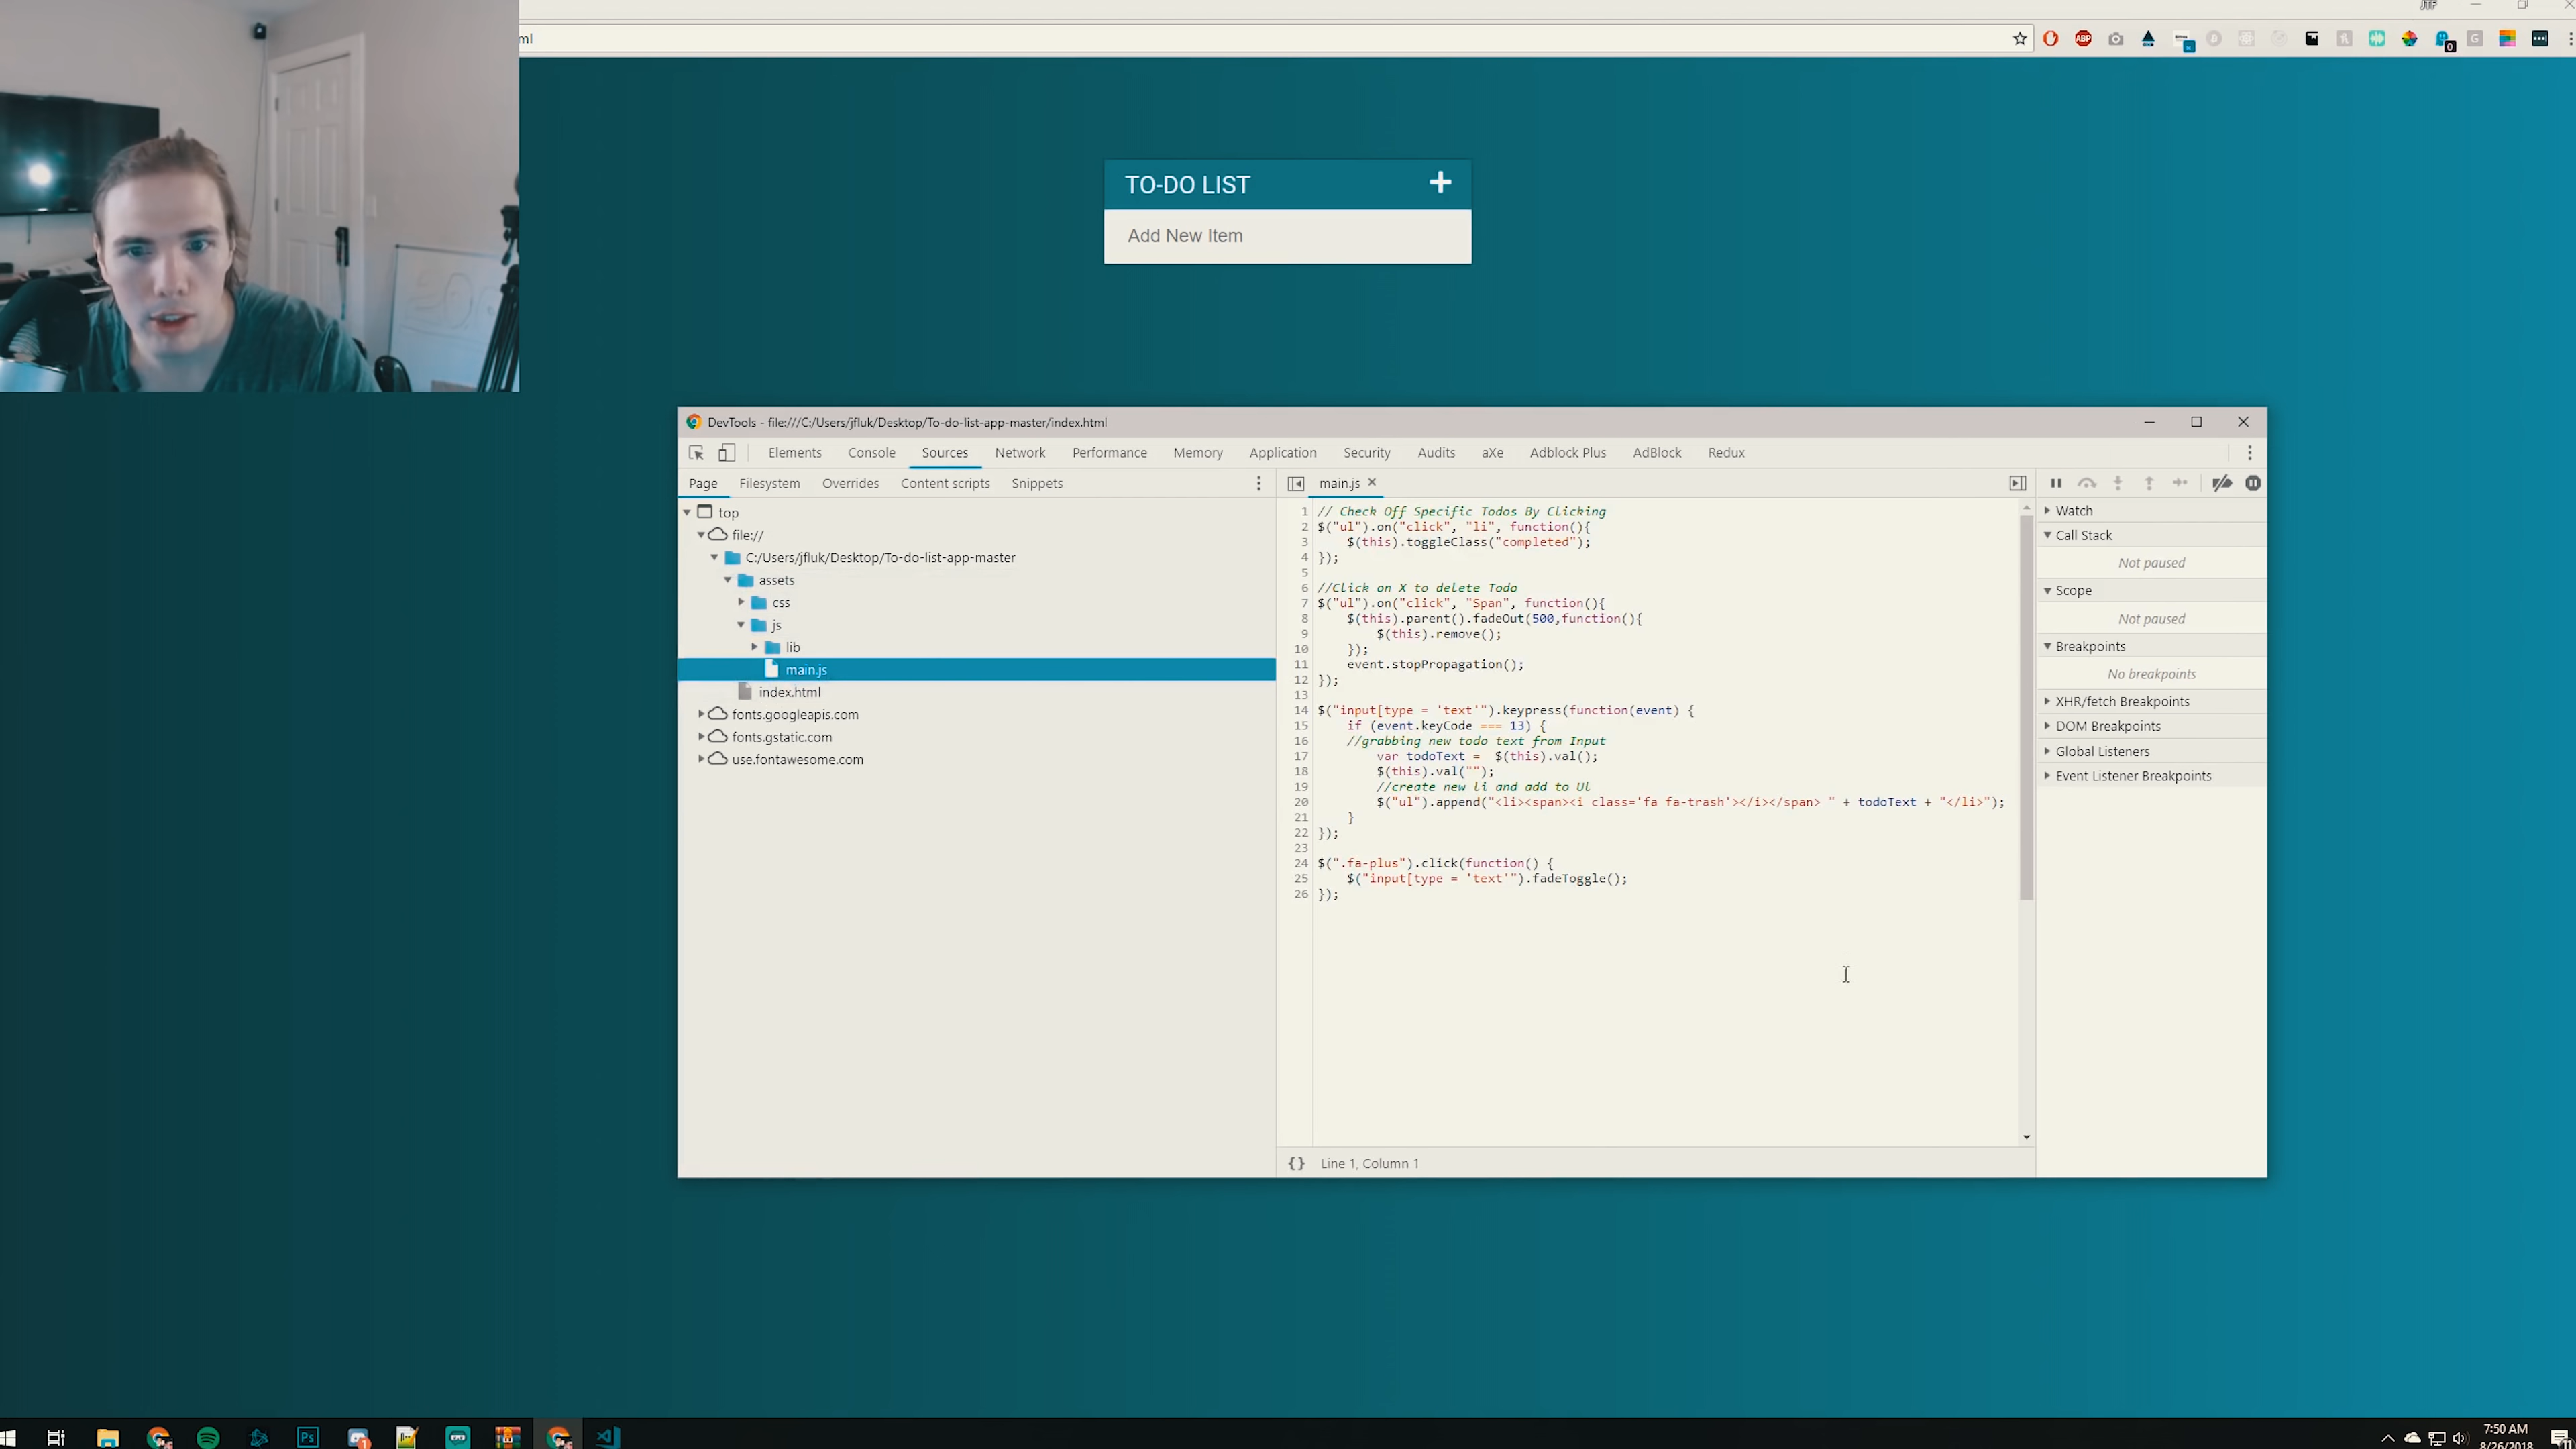 JTF
ml
ABP
0
G
TO-DO LIST
Add New Item
DevTools - file:///C:/Users/jfluk/Desktop/To-do-list-app-master/index.html
Elements Console Sources Network Performance Memory Application Security Audits aXe Adblock Plus AdBlock Redux
Page Filesystem Overrides Content scripts Snippets
main.js
top
file://
C:/Users/jfluk/Desktop/To-do-list-app-master
assets
css
js
lib
main.js
index.html
fonts.googleapis.com
fonts.gstatic.com
use.fontawesome.com
1 // Check Off Specific Todos By Clicking
2 $("ul").on("click", "li", function(){
3 $(this).toggleClass("completed");
4 });
5
6 //Click on X to delete Todo
7 $("ul").on("click", "Span", function(){
8 $(this).parent().fadeOut(500,function(){
9 $(this).remove();
10 });
11 event.stopPropagation();
12 });
13
14 $("input[type = 'text'").keypress(function(event) {
15 if (event.keyCode === 13) {
16 //grabbing new todo text from Input
17 var todoText = $(this).val();
18 $(this).val("");
19 //create new li and add to Ul
20 $("ul").append("<li><span><i class='fa fa-trash'></i></span> " + todoText + "</li>");
21 }
22 });
23
24 $(".fa-plus").click(function() {
25 $("input[type = 'text'").fadeToggle();
26 });
{} Line 1, Column 1
Watch
Call Stack
Not paused
Scope
Not paused
Breakpoints
No breakpoints
XHR/fetch Breakpoints
DOM Breakpoints
Global Listeners
Event Listener Breakpoints
Ps
7:50 AM
8/26/2018